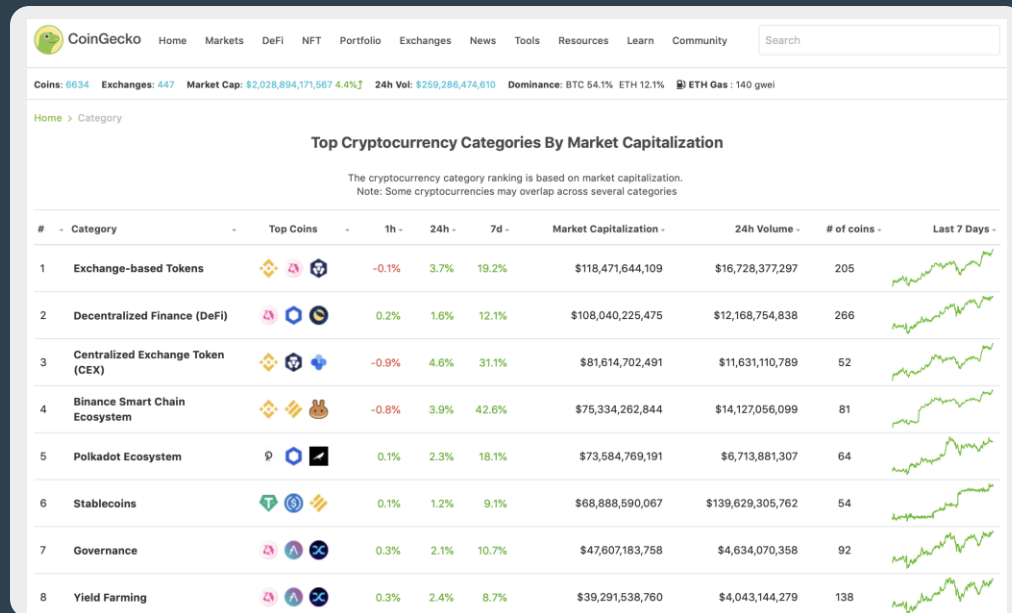 CoinGecko Home Markets DeFi NFT Portfolio Exchanges News Tools Resources Learn Community Search
Coins: 6634 Exchanges: 447 Market Cap: $2,028,894,171,567 4.4% 24h Vol: $259,286,474,610 Dominance: BTC 54.1% ETH 12.1% ETH Gas : 140 gwei
Home > Category
Top Cryptocurrency Categories By Market Capitalization
The cryptocurrency category ranking is based on market capitalization.
Note: Some cryptocurrencies may overlap across several categories
# Category Top Coins 1h 24h 7d Market Capitalization 24h Volume # of coins Last 7 Days
1 Exchange-based Tokens -0.1% 3.7% 19.2% $118,471,644,109 $16,728,377,297 205
2 Decentralized Finance (DeFi) 0.2% 1.6% 12.1% $108,040,225,475 $12,168,754,838 266
3 Centralized Exchange Token
(CEX) -0.9% 4.6% 31.1% $81,614,702,491 $11,631,110,789 52
4 Binance Smart Chain
Ecosystem -0.8% 3.9% 42.6% $75,334,262,844 $14,127,056,099 81
5 Polkadot Ecosystem 0.1% 2.3% 18.1% $73,584,769,191 $6,713,881,307 64
6 Stablecoins 0.1% 1.2% 9.1% $68,888,590,067 $139,629,305,762 54
7 Governance 0.3% 2.1% 10.7% $47,607,183,758 $4,634,070,358 92
8 Yield Farming 0.3% 2.4% 8.7% $39,291,538,760 $4,043,144,279 138